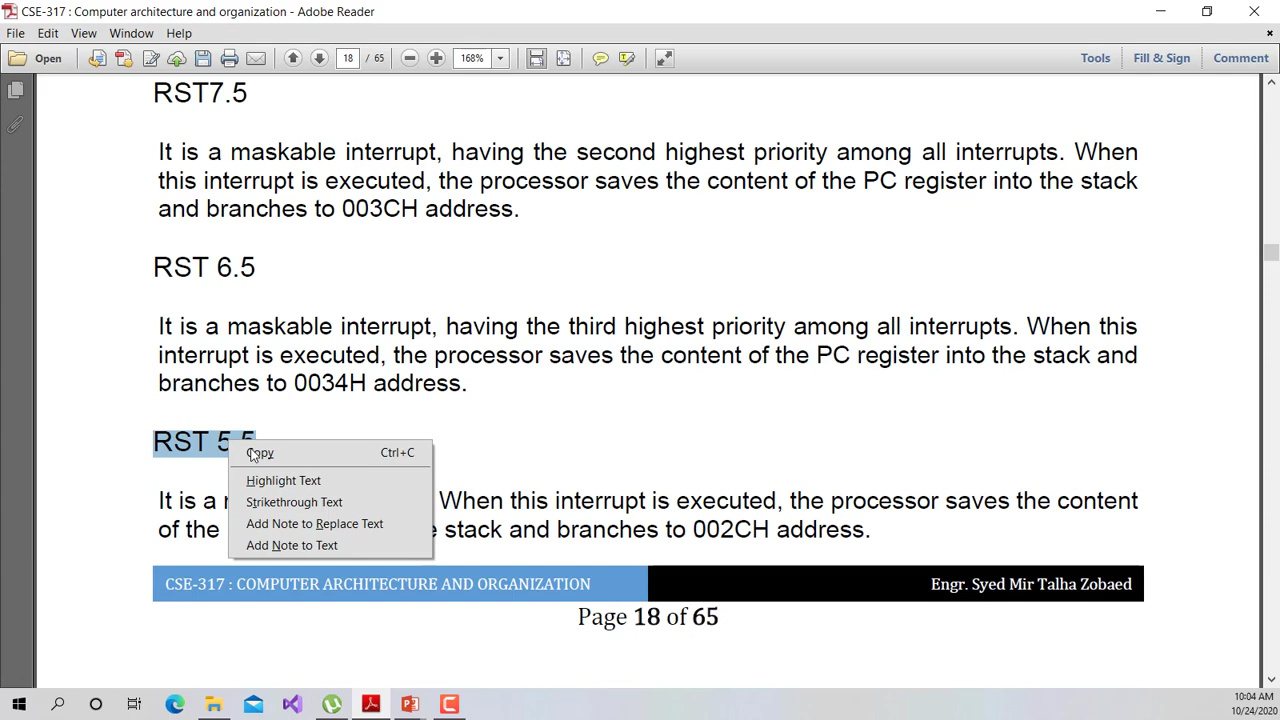 CSE-317 : Computer architecture and organization - Adobe Reader
File Edit View Window Help
Open 18 / 65 168% Tools Fill & Sign Comment
RST7.5
It is a maskable interrupt, having the second highest priority among all interrupts. When
this interrupt is executed, the processor saves the content of the PC register into the stack
and branches to 003CH address.
RST 6.5
It is a maskable interrupt, having the third highest priority among all interrupts. When this
interrupt is executed, the processor saves the content of the PC register into the stack and
branches to 0034H address.
RST 5.5
Copy Ctrl+C
Highlight Text
Strikethrough Text
Add Note to Replace Text
Add Note to Text
It is a When this interrupt is executed, the processor saves the content
of the stack and branches to 002CH address.
CSE-317 : COMPUTER ARCHITECTURE AND ORGANIZATION Engr. Syed Mir Talha Zobaed
Page 18 of 65
10:04 AM
10/24/2020